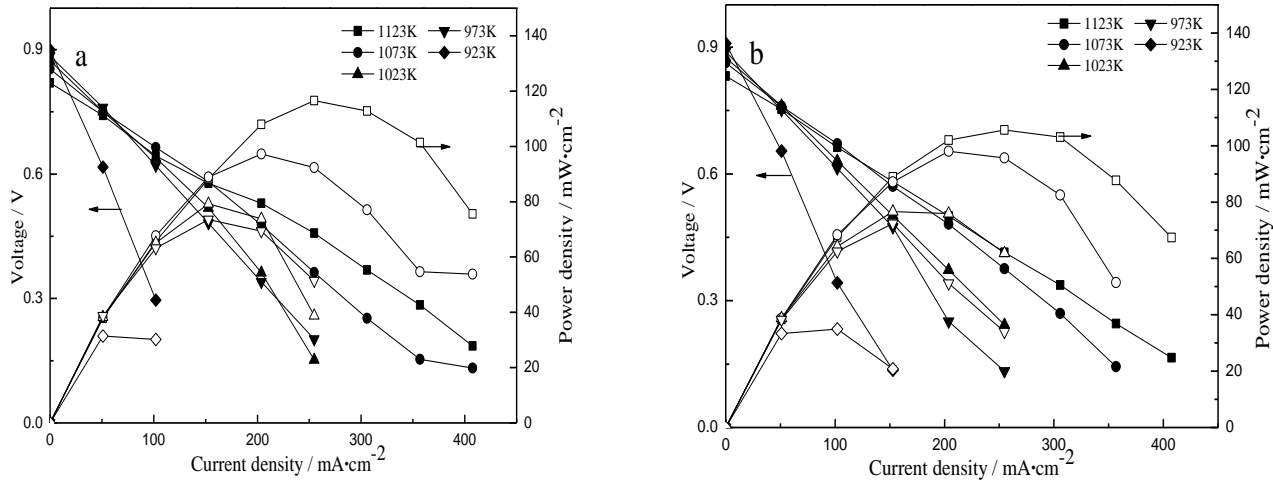 a
1123K 973K
1073K 923K
1023K
0.9
0.6
0.3
0.0
Voltage / V
0 100 200 300 400
Current density / mA·cm-2
140
120
100
80
60
40
20
0
Power density / mW·cm-2
b
1123K 973K
1073K 923K
1023K
0.9
0.6
0.3
0.0
Voltage / V
0 100 200 300 400
Current density / mA·cm-2
140
120
100
80
60
40
20
0
Power density / mW·cm-2